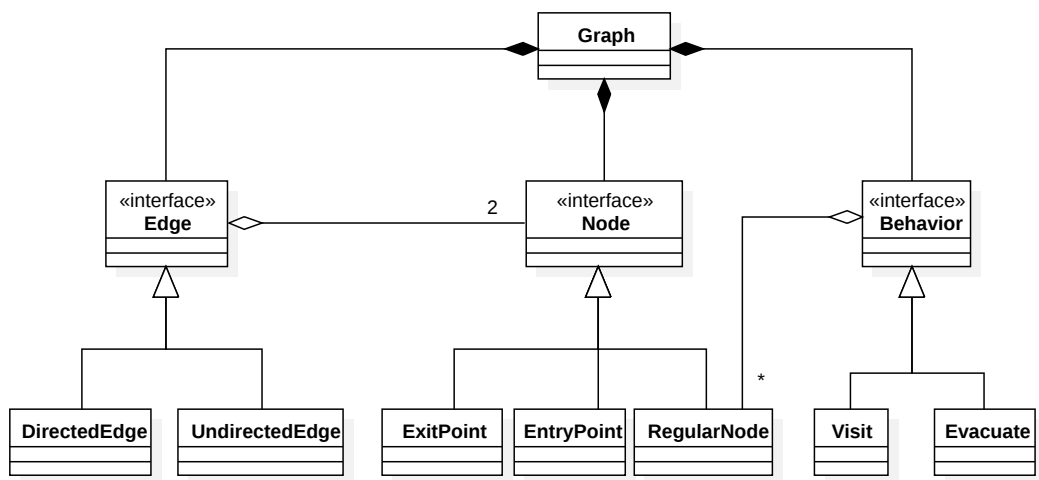 Graph
«interface»
Edge
2
«interface»
Node
«interface»
Behavior
*
DirectedEdge
UndirectedEdge
ExitPoint
EntryPoint
RegularNode
Visit
Evacuate